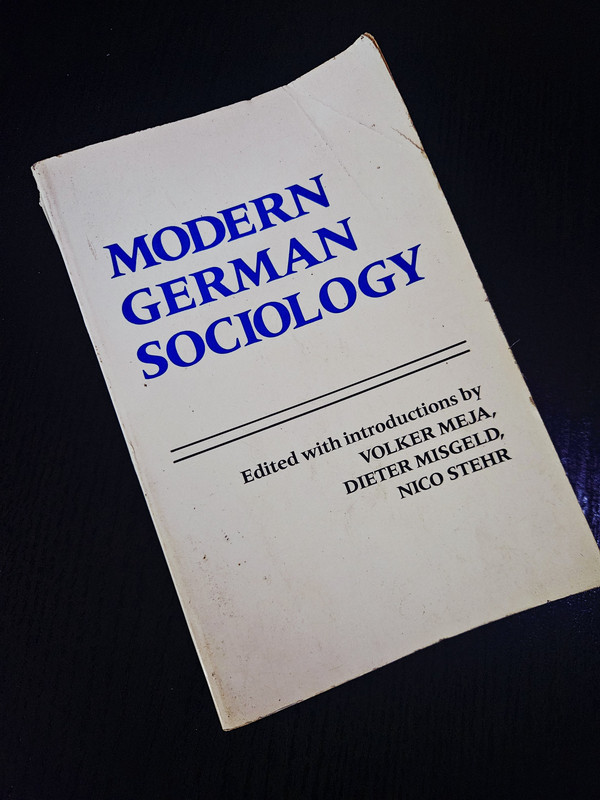 MODERN
GERMAN
SOCIOLOGY
Edited with introductions by
VOLKER MEJA,
DIETER MISGELD,
NICO STEHR